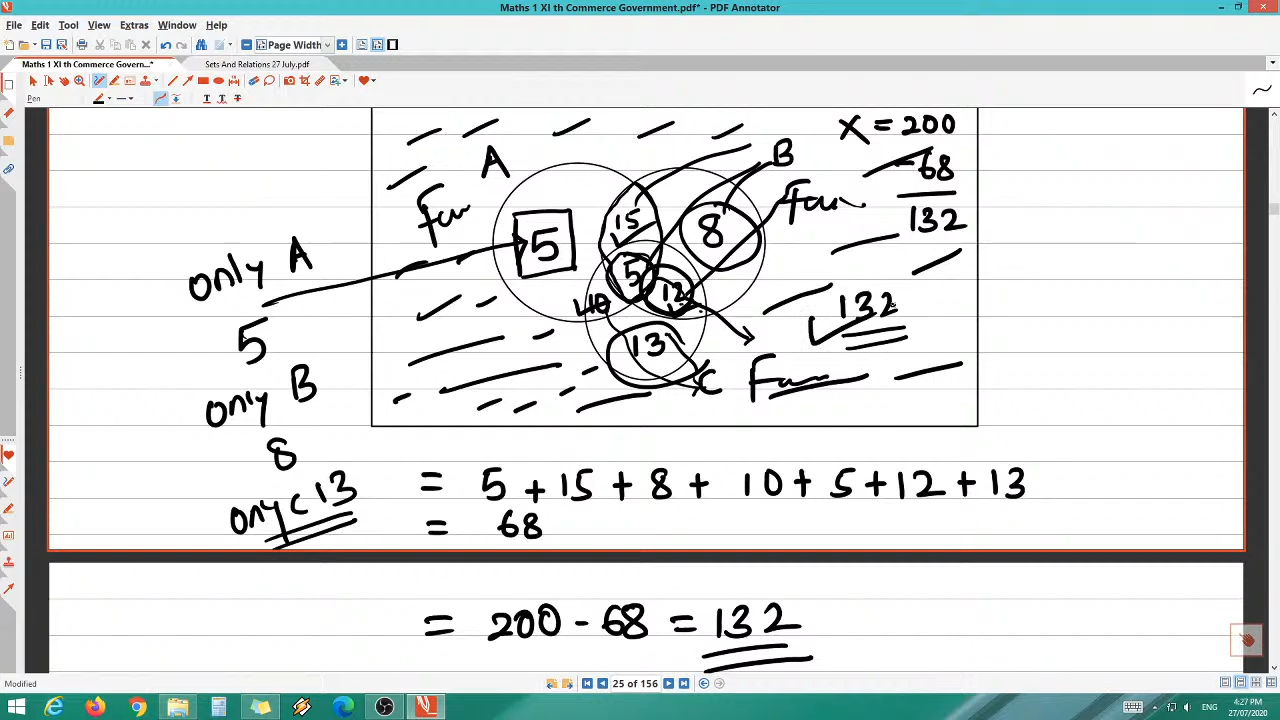 Maths 1 XI th Commerce Government.pdf* - PDF Annotator
File Edit Tool View Extras Window Help
Page Width
Maths 1 XI th Commerce Govern...*
Sets And Relations 27 July.pdf
Pen
X = 200
- 68
132
A
B
15
8
5
5
12
10
13
C
132
only A
5
only B
8
only C 13
= 5 + 15 + 8 + 10 + 5 + 12 + 13
= 68
= 200 - 68 = 132
Modified
25 of 156
ENG
4:27 PM
27/07/2020